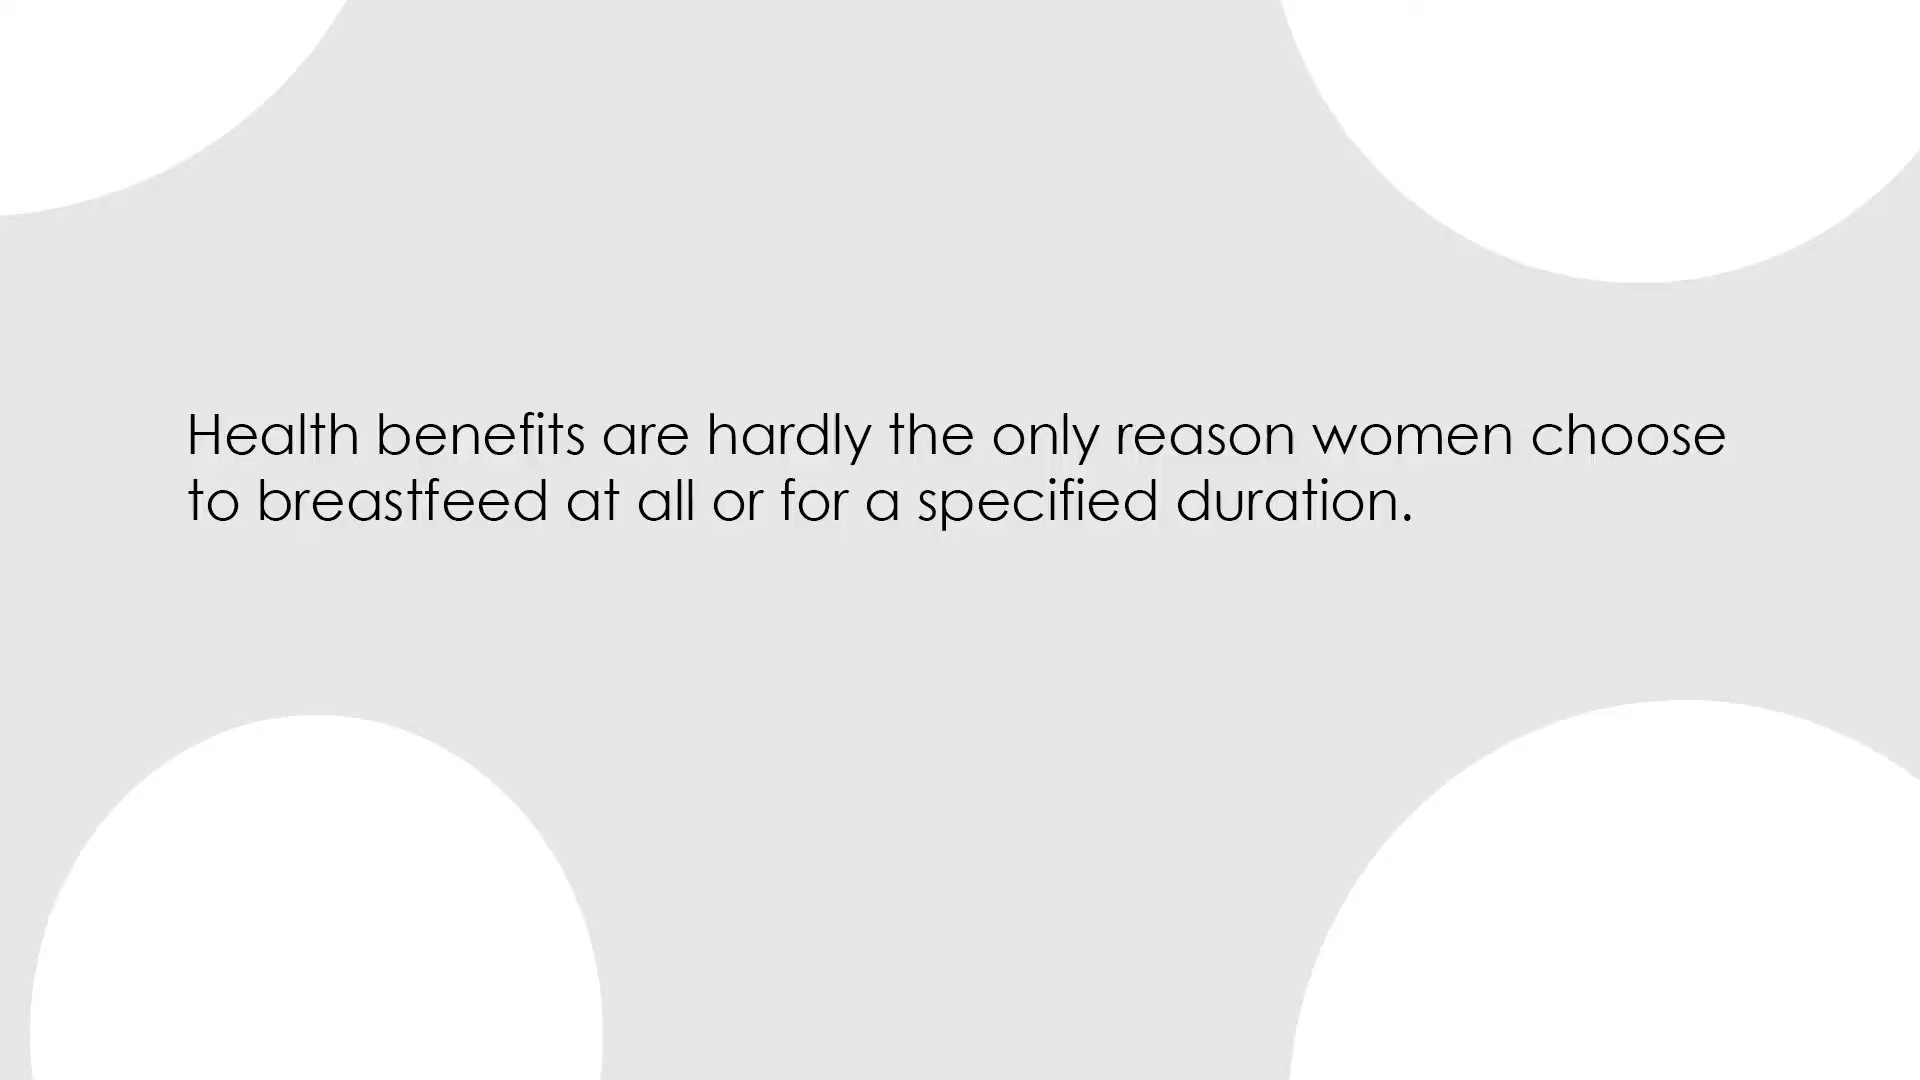 Health benefits are hardly the only reason women choose
to breastfeed at all or for a specified duration.